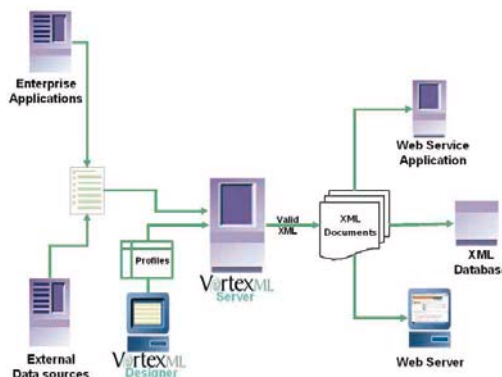 Enterprise
Applications
External
Data sources
Profiles
VortexML
Designer
VortexML
Server
Valid
XML
XML
Documents
Web Service
Application
XML
Database
Web Server